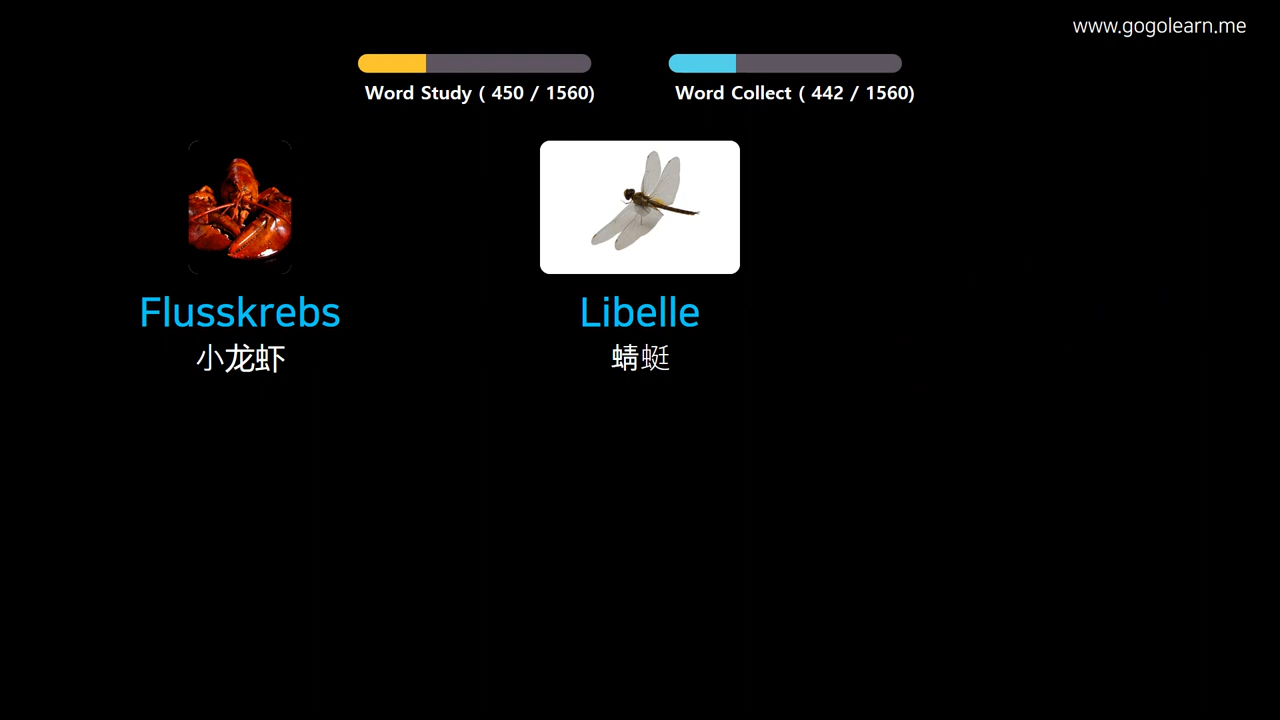 www.gogolearn.me
Word Study ( 450 / 1560)
Word Collect ( 442 / 1560)
Flusskrebs
小龙虾
Libelle
蜻蜓